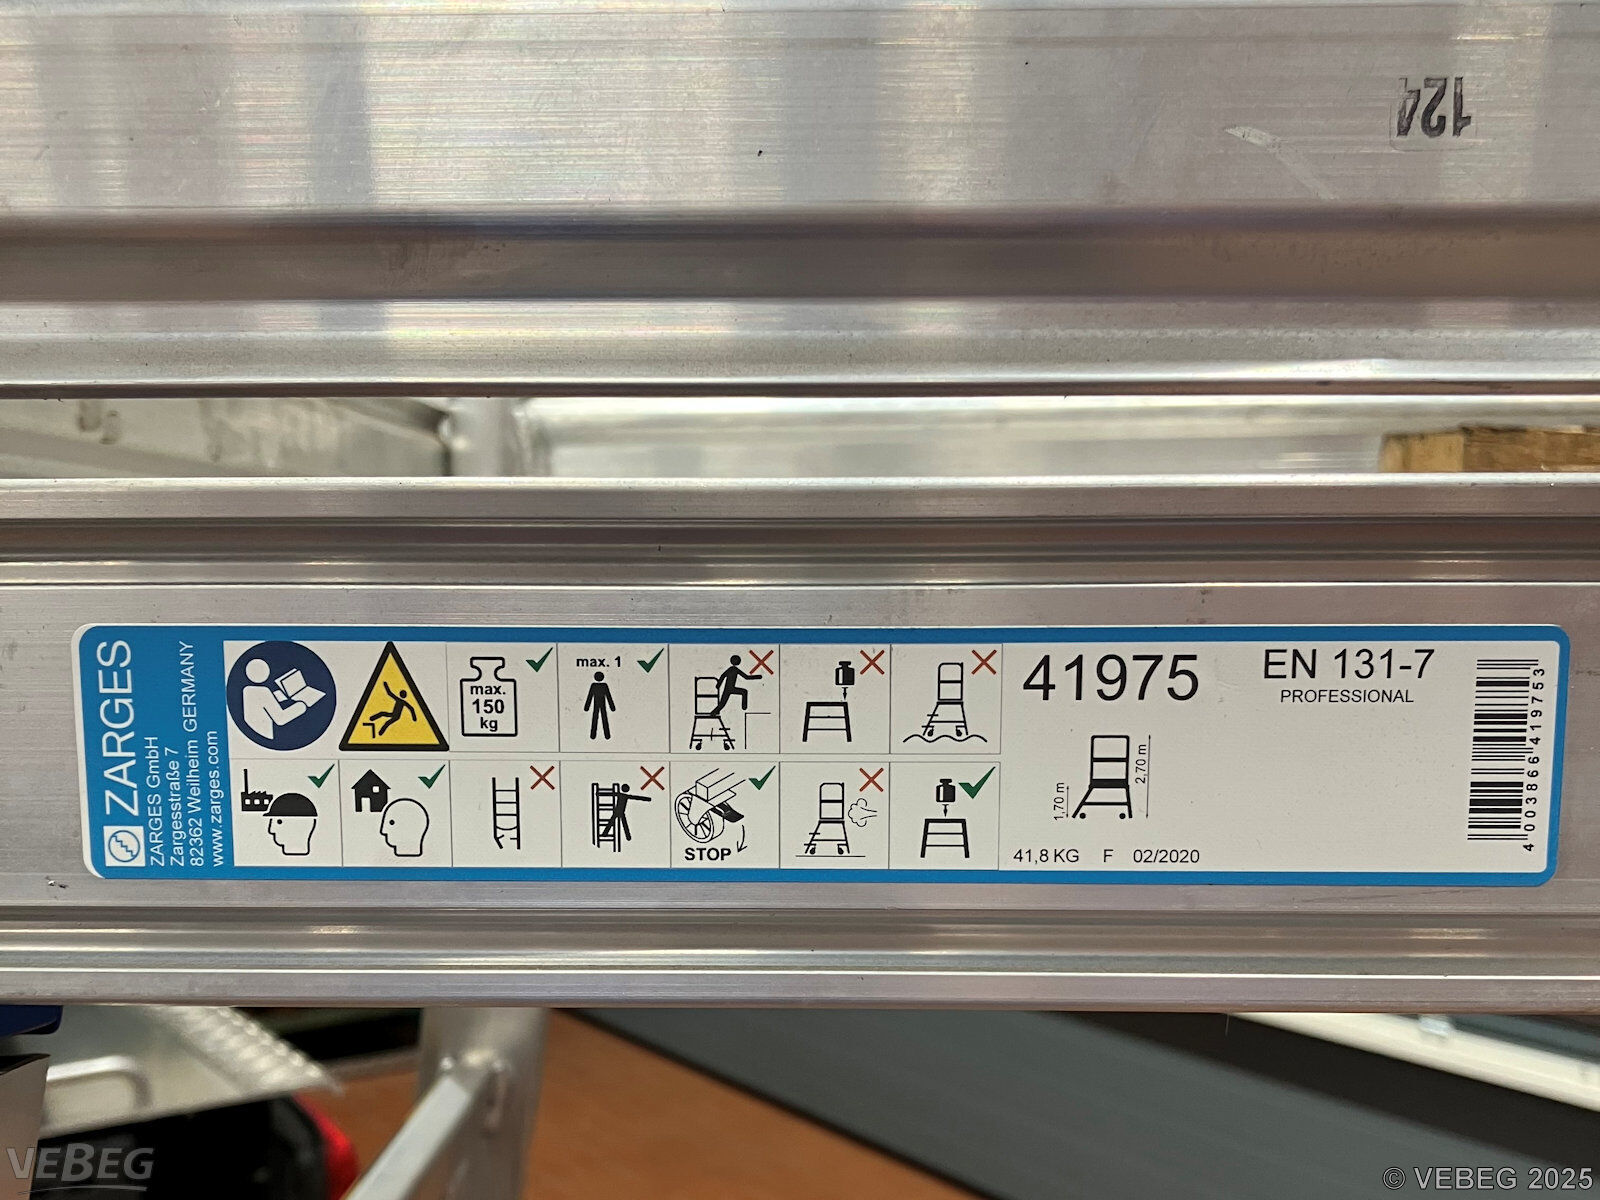 124
ZARGES
ZARGES GmbH
Zargesstraße 7
82362 Weilheim GERMANY
www.zarges.com
max.
150
kg
max. 1
STOP
41975
EN 131-7
PROFESSIONAL
1,70 m
2,70 m
41,8 KG F 02/2020
4 003866 419753
VEBEG
© VEBEG 2025